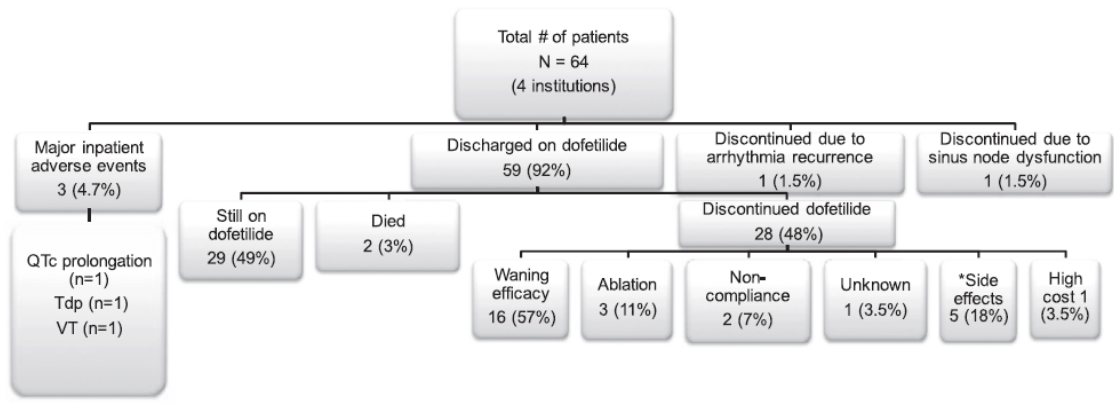 Total # of patients
N = 64
(4 institutions)
Major inpatient
adverse events
3 (4.7%)
Discharged on dofetilide
59 (92%)
Discontinued due to
arrhythmia recurrence
1 (1.5%)
Discontinued due to
sinus node dysfunction
1 (1.5%)
QTc prolongation
(n=1)
Tdp (n=1)
VT (n=1)
Still on
dofetilide
29 (49%)
Died
2 (3%)
Discontinued dofetilide
28 (48%)
Waning
efficacy
16 (57%)
Ablation
3 (11%)
Non-
compliance
2 (7%)
Unknown
1 (3.5%)
*Side
effects
5 (18%)
High
cost 1
(3.5%)